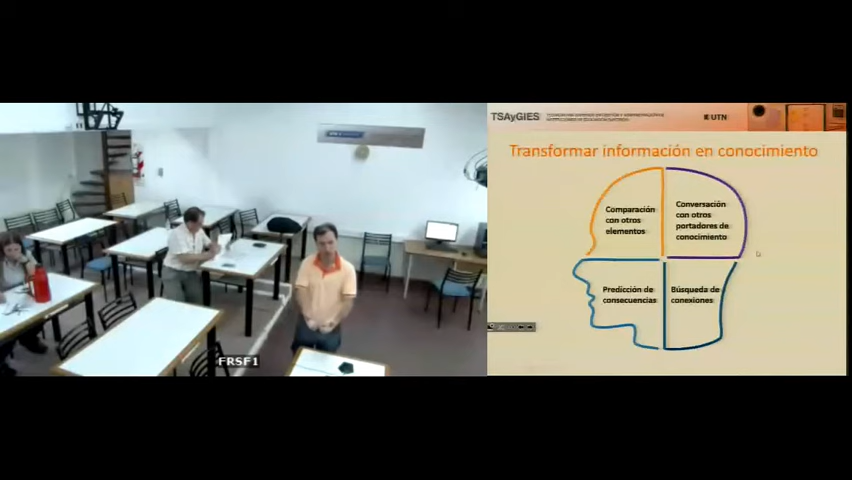 TSAyGIES
UTN
Transformar información en conocimiento
Comparación
con otros
elementos
Conversación
con otros
portadores de
conocimiento
Predicción de
consecuencias
Búsqueda de
conexiones
FRSF1